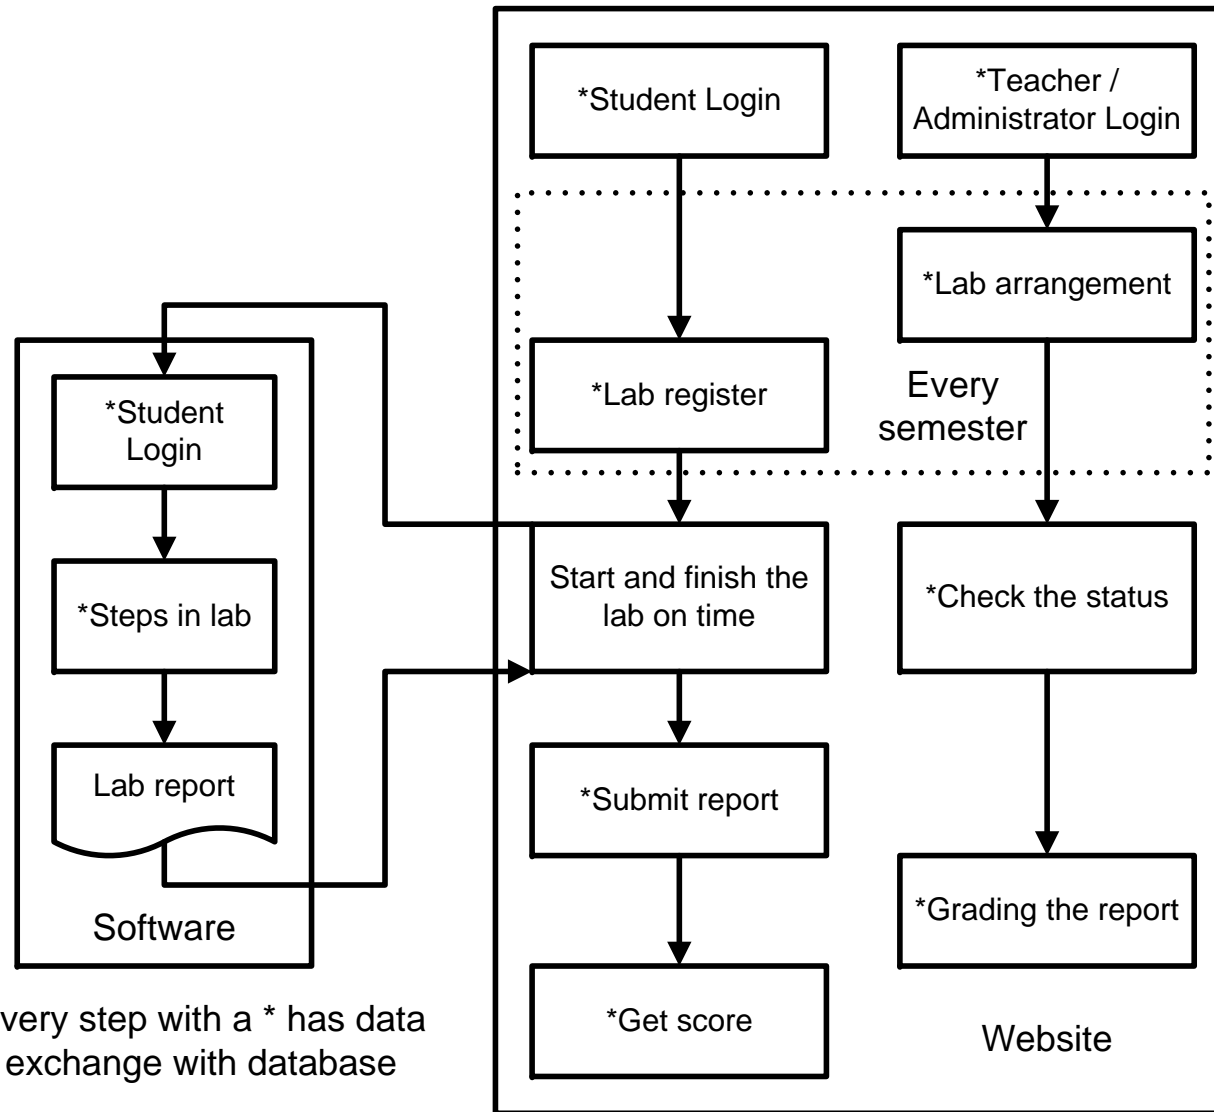 *Student Login
*Teacher /
Administrator Login
*Lab arrangement
*Lab register
Every
semester
*Student
Login
Start and finish the
lab on time
*Check the status
*Steps in lab
Lab report
*Submit report
*Grading the report
Software
*Get score
Website
very step with a * has data
exchange with database